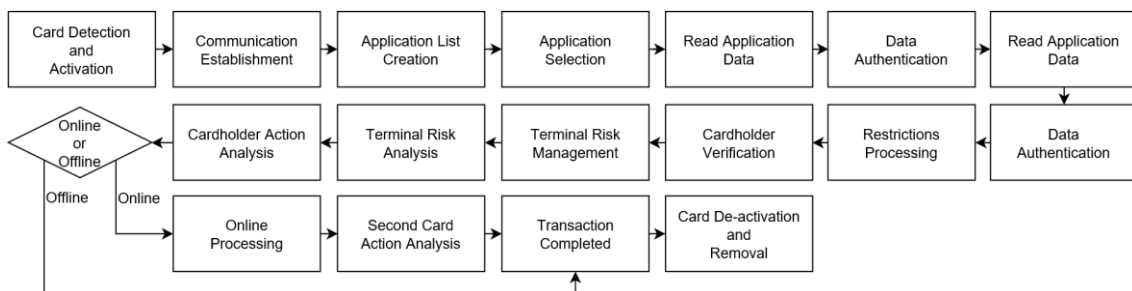 Card Detection
and
Activation
Communication
Establishment
Application List
Creation
Application
Selection
Read Application
Data
Data
Authentication
Read Application
Data
Data
Authentication
Restrictions
Processing
Cardholder
Verification
Terminal Risk
Management
Terminal Risk
Analysis
Cardholder Action
Analysis
Online
or
Offline
Offline
Online
Online
Processing
Second Card
Action Analysis
Transaction
Completed
Card De-activation
and
Removal